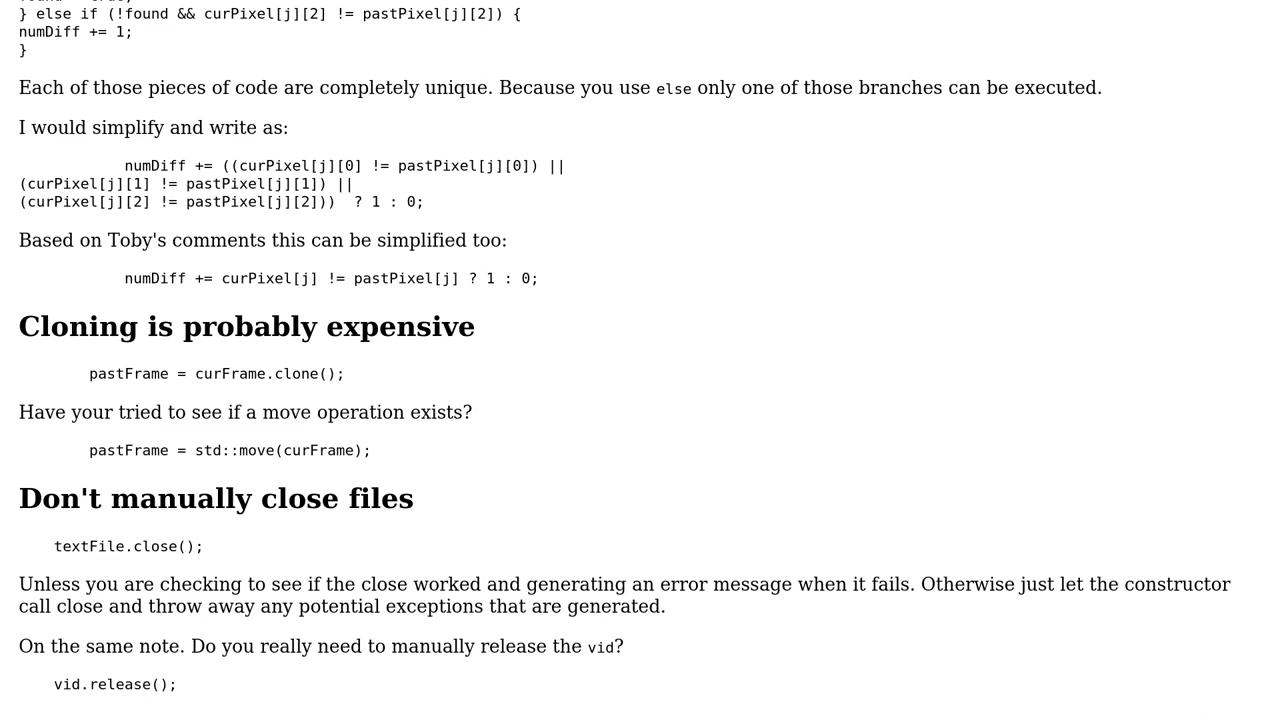 } else if (!found && curPixel[j][2] != pastPixel[j][2]) {
numDiff += 1;
}
Each of those pieces of code are completely unique. Because you use else only one of those branches can be executed.
I would simplify and write as:
numDiff += ((curPixel[j][0] != pastPixel[j][0]) ||
(curPixel[j][1] != pastPixel[j][1]) ||
(curPixel[j][2] != pastPixel[j][2]))  ? 1 : 0;
Based on Toby's comments this can be simplified too:
numDiff += curPixel[j] != pastPixel[j] ? 1 : 0;
Cloning is probably expensive
pastFrame = curFrame.clone();
Have your tried to see if a move operation exists?
pastFrame = std::move(curFrame);
Don't manually close files
textFile.close();
Unless you are checking to see if the close worked and generating an error message when it fails. Otherwise just let the constructor
call close and throw away any potential exceptions that are generated.
On the same note. Do you really need to manually release the vid?
vid.release();